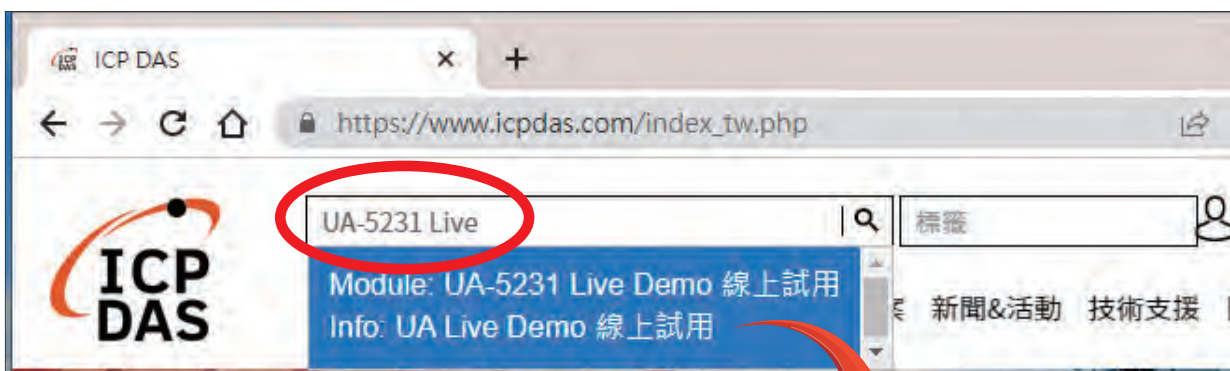 ICP DAS
https://www.icpdas.com/index_tw.php
UA-5231 Live
標籤
ICP
DAS
Module: UA-5231 Live Demo 線上試用
Info: UA Live Demo 線上試用
新聞&活動 技術支援